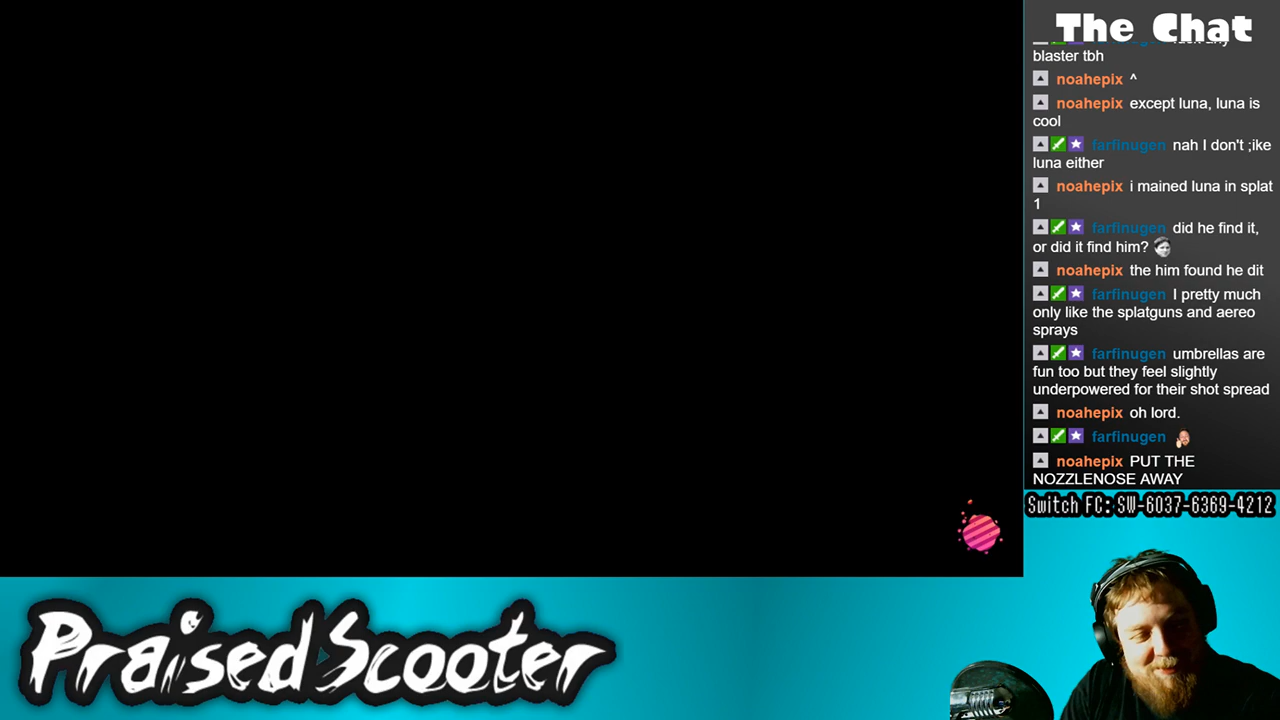 The Chat
blaster tbh
noahepix ^
noahepix except luna, luna is
cool
farfinugen nah I don't ;ike
luna either
noahepix i mained luna in splat
1
farfinugen did he find it,
or did it find him?
noahepix the him found he dit
farfinugen I pretty much
only like the splatguns and aereo
sprays
farfinugen umbrellas are
fun too but they feel slightly
underpowered for their shot spread
noahepix oh lord.
farfinugen
noahepix PUT THE
NOZZLENOSE AWAY
Switch FC: SW-6037-6369-4212
PraisedScooter